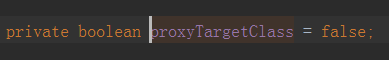 private boolean proxyTargetClass = false;